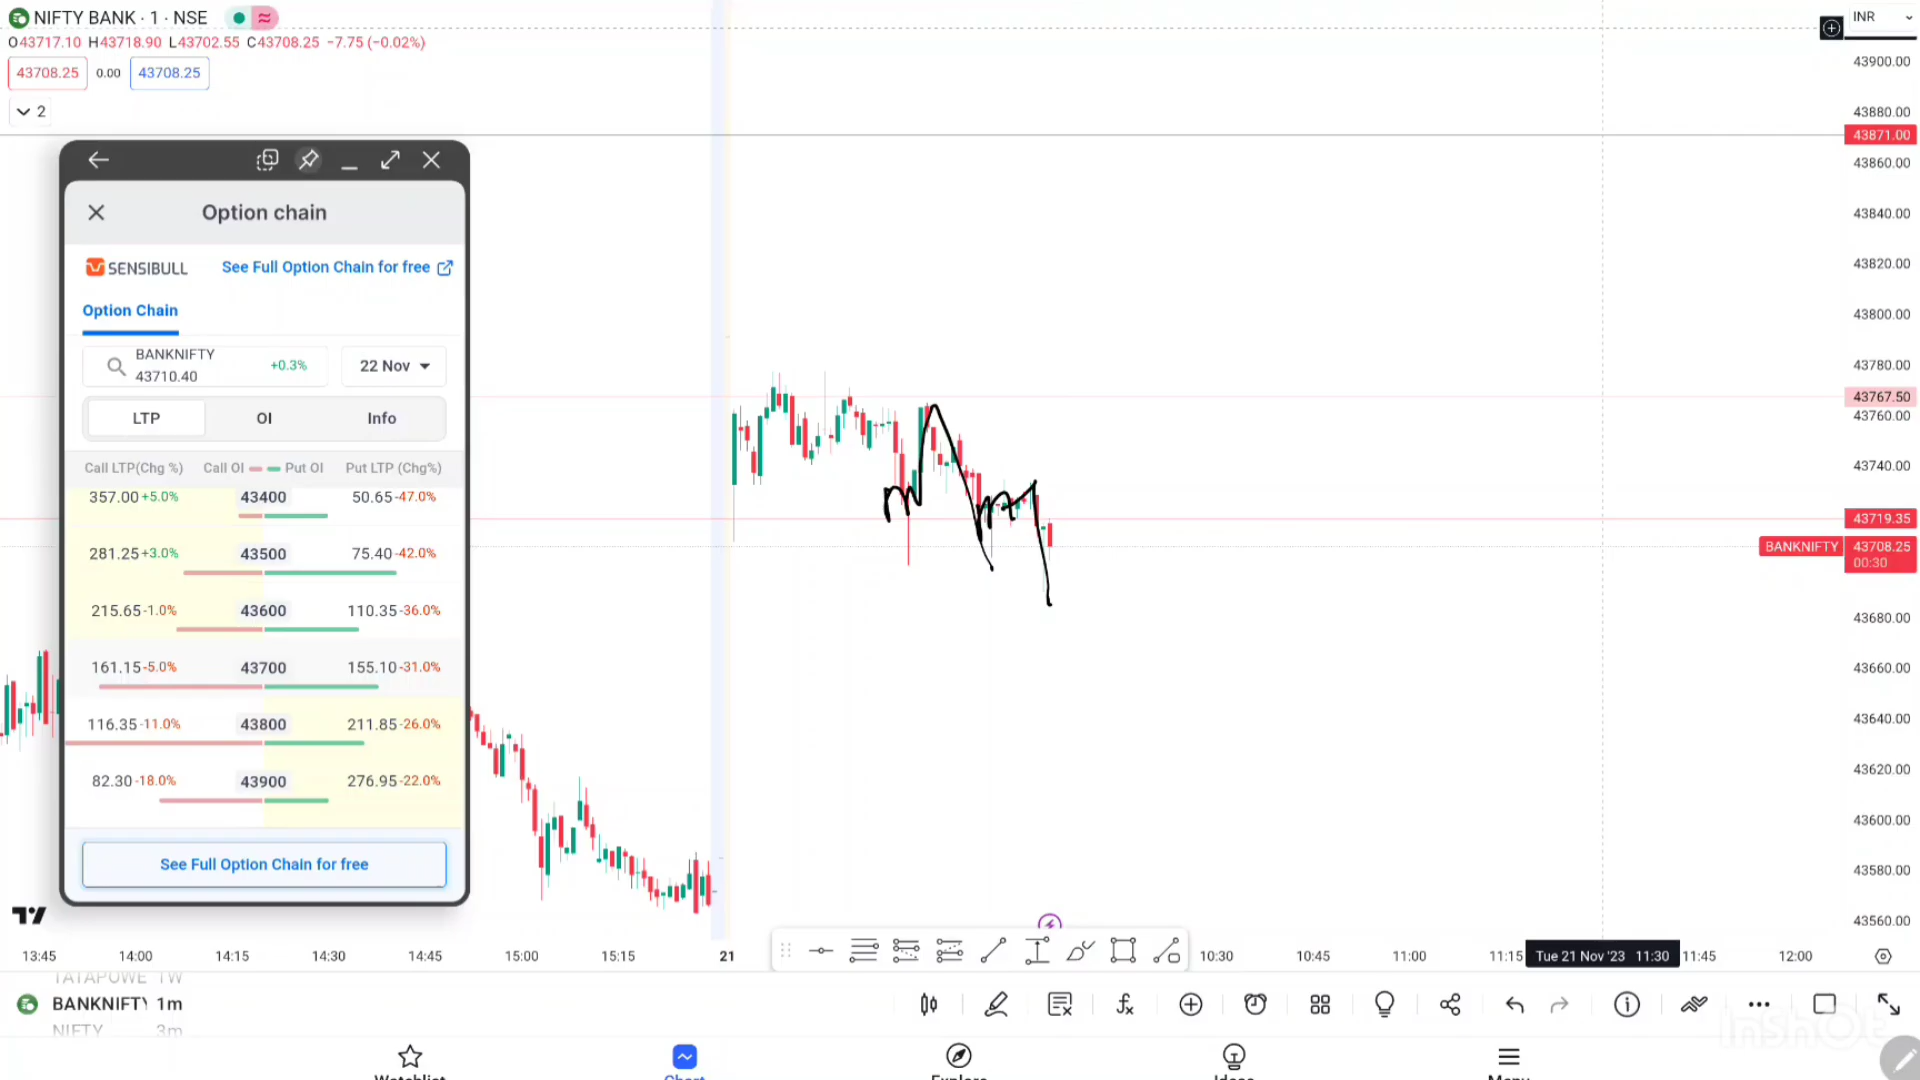 NIFTY BANK · 1 · NSE
O43717.10 H43718.90 L43702.55 C43708.25 −7.75 (−0.02%)
43708.25 0.00 43708.25
2
INR
43900.00
43880.00
43871.00
43860.00
43840.00
43820.00
43800.00
43780.00
43767.50
43760.00
43740.00
43719.35
BANKNIFTY 43708.25
00:30
43680.00
43660.00
43640.00
43620.00
43600.00
43580.00
43560.00
Option chain
SENSIBULL See Full Option Chain for free
Option Chain
BANKNIFTY
43710.40 +0.3% 22 Nov
LTP OI Info
Call LTP(Chg %) Call OI Put OI Put LTP (Chg%)
357.00+5.0% 43400 50.65-47.0%
281.25+3.0% 43500 75.40-42.0%
215.65-1.0% 43600 110.35-36.0%
161.15-5.0% 43700 155.10-31.0%
116.35-11.0% 43800 211.85-26.0%
82.30-18.0% 43900 276.95-22.0%
See Full Option Chain for free
13:45 14:00 14:15 14:30 14:45 15:00 15:15 21 10:30 10:45 11:00 11:15 Tue 21 Nov '23 11:30 11:45 12:00
TATAPOWE 1W
BANKNIFTY 1m
NIFTY 3m
InShOt
Watchlist Chart Explore Ideas Menu